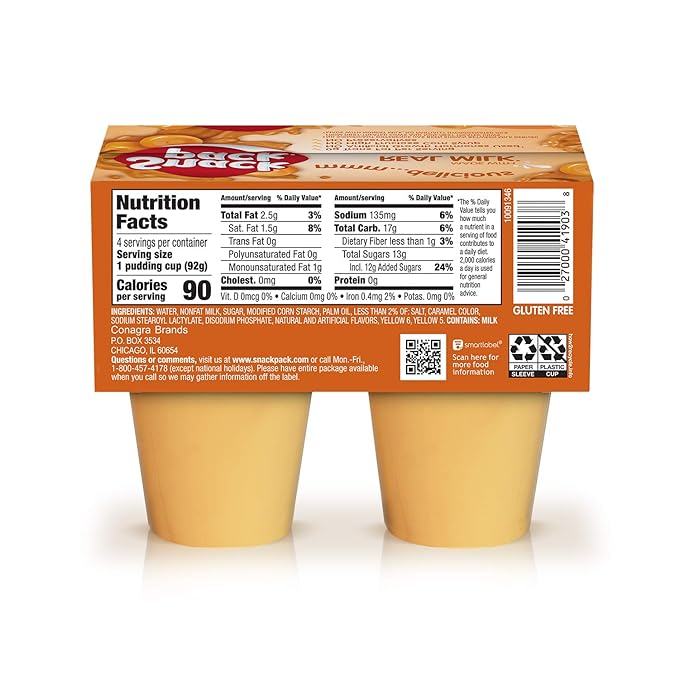 Snack
Pack
mmm...delicious
MADE WITH
REAL MILK.
Nutrition
Facts
4 servings per container
Serving size
1 pudding cup (92g)
Calories
per serving 90
Amount/serving % Daily Value*
Total Fat 2.5g 3%
Sat. Fat 1.5g 8%
Trans Fat 0g
Polyunsaturated Fat 0g
Monounsaturated Fat 1g
Cholest. 0mg 0%
Amount/serving % Daily Value*
Sodium 135mg 6%
Total Carb. 17g 6%
Dietary Fiber less than 1g 3%
Total Sugars 13g
Incl. 12g Added Sugars 24%
Protein 0g
Vit. D 0mcg 0% • Calcium 0mg 0% • Iron 0.4mg 2% • Potas. 0mg 0%
*The % Daily
Value tells you
how much
a nutrient in a
serving of food
contributes to
a daily diet.
2,000 calories
a day is used
for general
nutrition
advice.
10091346
0 27000 41903 8
GLUTEN FREE
INGREDIENTS: WATER, NONFAT MILK, SUGAR, MODIFIED CORN STARCH, PALM OIL, LESS THAN 2% OF: SALT, CARAMEL COLOR,
SODIUM STEAROYL LACTYLATE, DISODIUM PHOSPHATE, NATURAL AND ARTIFICIAL FLAVORS, YELLOW 6, YELLOW 5. CONTAINS: MILK
Conagra Brands
P.O. BOX 3534
CHICAGO, IL 60654
Questions or comments, visit us at www.snackpack.com or call Mon.-Fri.,
1-800-457-4178 (except national holidays). Please have entire package available
when you call so we may gather information off the label.
smartlabel®
Scan here for
more food
information
PAPER
SLEEVE
PLASTIC
CUP
how2recycle.info